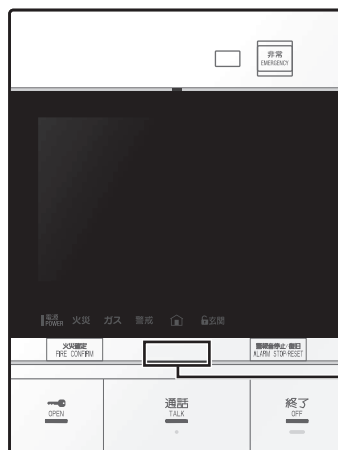 非常
EMERGENCY
電源
POWER
火災 ガス 警戒 玄関
火災確定
FIRE CONFIRM
警報音停止/復旧
ALARM STOP・RESET
OPEN
通話
TALK
終了
OFF